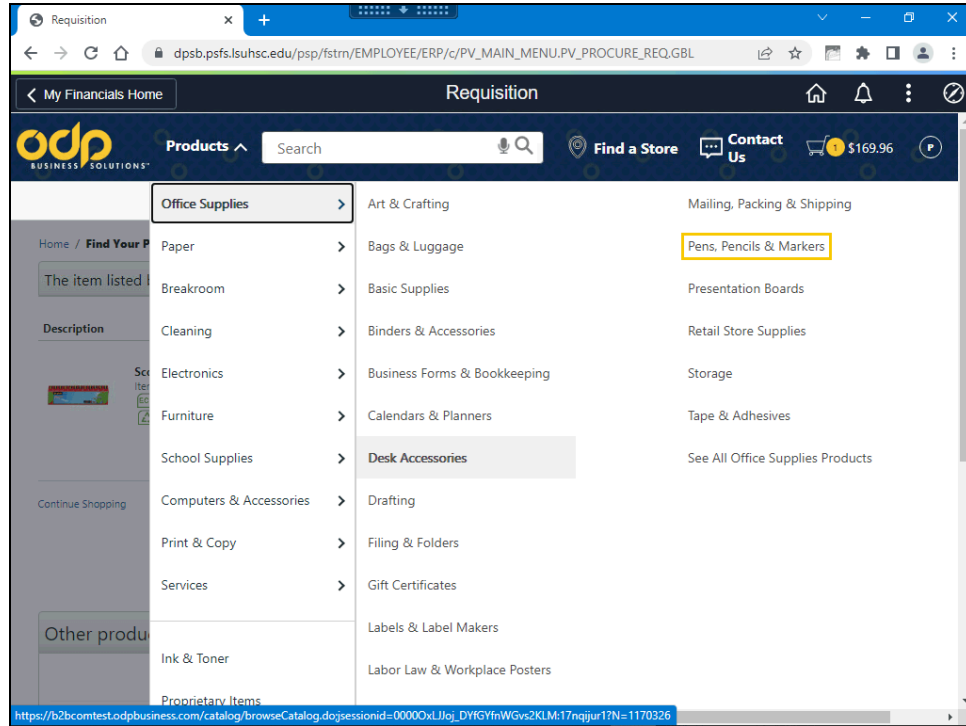 Requisition
dpsb.psfs.lsuhsc.edu/psp/fstrn/EMPLOYEE/ERP/c/PV_MAIN_MENU.PV_PROCURE_REQ.GBL
My Financials Home
Requisition
odp
BUSINESS SOLUTIONS
Products
Search
Find a Store
Contact
Us
1
$169.96
P
Home / Find Your P
The item listed
Description
Sco
Item
Continue Shopping
Other produ
Office Supplies
Paper
Breakroom
Cleaning
Electronics
Furniture
School Supplies
Computers & Accessories
Print & Copy
Services
Ink & Toner
Proprietary Items
Art & Crafting
Bags & Luggage
Basic Supplies
Binders & Accessories
Business Forms & Bookkeeping
Calendars & Planners
Desk Accessories
Drafting
Filing & Folders
Gift Certificates
Labels & Label Makers
Labor Law & Workplace Posters
Mailing, Packing & Shipping
Pens, Pencils & Markers
Presentation Boards
Retail Store Supplies
Storage
Tape & Adhesives
See All Office Supplies Products
https://b2bcomtest.odpbusiness.com/catalog/browseCatalog.do;jsessionid=0000OxLJJoj_DYfGYfnWGvs2KLM:17nqijur1?N=1170326